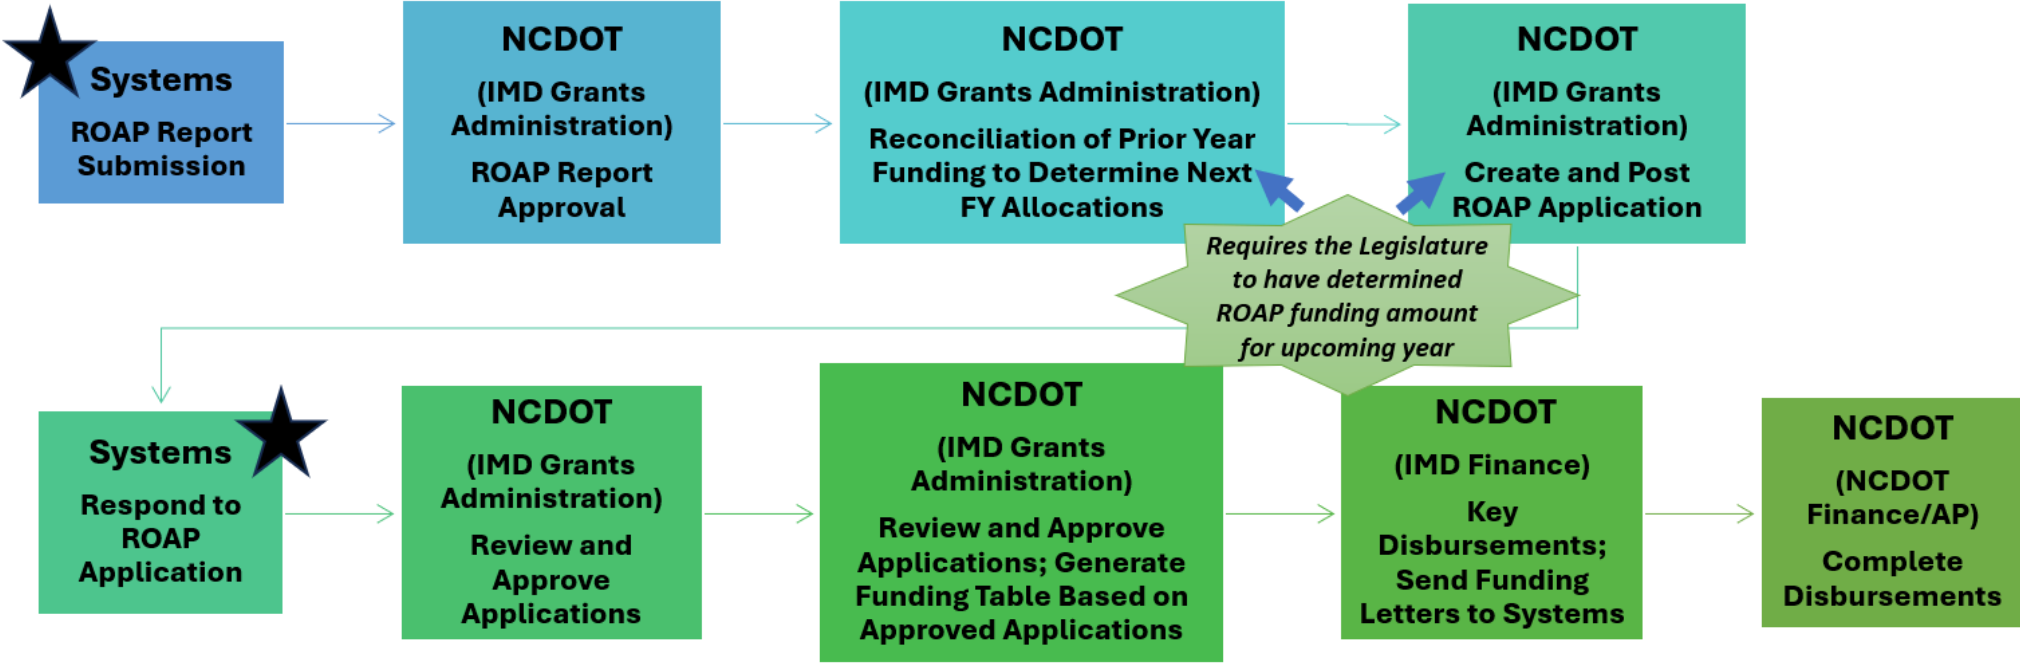 Systems
ROAP Report
Submission
NCDOT
(IMD Grants
Administration)
ROAP Report
Approval
NCDOT
(IMD Grants Administration)
Reconciliation of Prior Year
Funding to Determine Next
FY Allocations
NCDOT
(IMD Grants
Administration)
Create and Post
ROAP Application
Requires the Legislature
to have determined
ROAP funding amount
for upcoming year
Systems
Respond to
ROAP
Application
NCDOT
(IMD Grants
Administration)
Review and
Approve
Applications
NCDOT
(IMD Grants
Administration)
Review and Approve
Applications; Generate
Funding Table Based on
Approved Applications
NCDOT
(IMD Finance)
Key
Disbursements;
Send Funding
Letters to Systems
NCDOT
(NCDOT
Finance/AP)
Complete
Disbursements